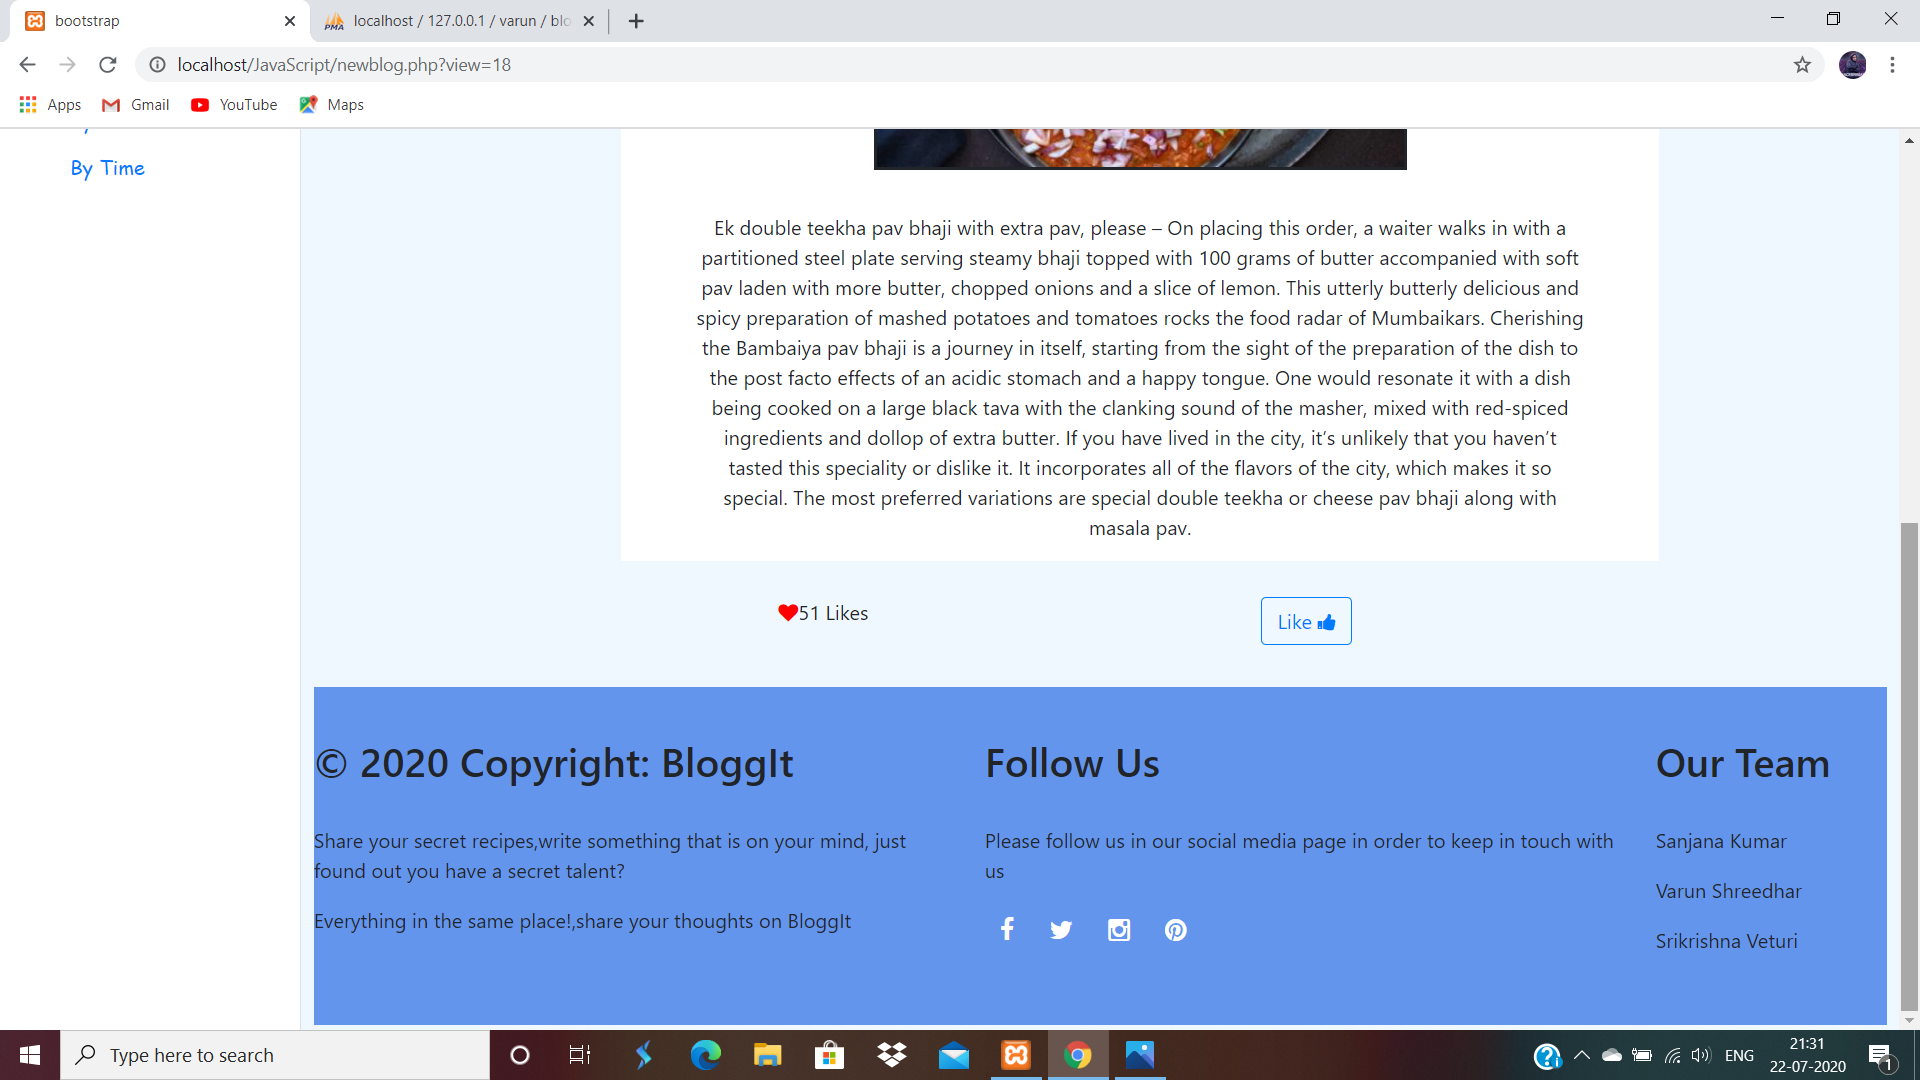 bootstrap
PMA
localhost / 127.0.0.1 / varun / blo
localhost/JavaScript/newblog.php?view=18
Apps
Gmail
YouTube
Maps
By Time
Ek double teekha pav bhaji with extra pav, please – On placing this order, a waiter walks in with a
partitioned steel plate serving steamy bhaji topped with 100 grams of butter accompanied with soft
pav laden with more butter, chopped onions and a slice of lemon. This utterly butterly delicious and
spicy preparation of mashed potatoes and tomatoes rocks the food radar of Mumbaikars. Cherishing
the Bambaiya pav bhaji is a journey in itself, starting from the sight of the preparation of the dish to
the post facto effects of an acidic stomach and a happy tongue. One would resonate it with a dish
being cooked on a large black tava with the clanking sound of the masher, mixed with red-spiced
ingredients and dollop of extra butter. If you have lived in the city, it’s unlikely that you haven’t
tasted this speciality or dislike it. It incorporates all of the flavors of the city, which makes it so
special. The most preferred variations are special double teekha or cheese pav bhaji along with
masala pav.
51 Likes
Like
© 2020 Copyright: BloggIt
Share your secret recipes,write something that is on your mind, just
found out you have a secret talent?
Everything in the same place!,share your thoughts on BloggIt
Follow Us
Please follow us in our social media page in order to keep in touch with
us
Our Team
Sanjana Kumar
Varun Shreedhar
Srikrishna Veturi
Type here to search
ENG
21:31
22-07-2020
1